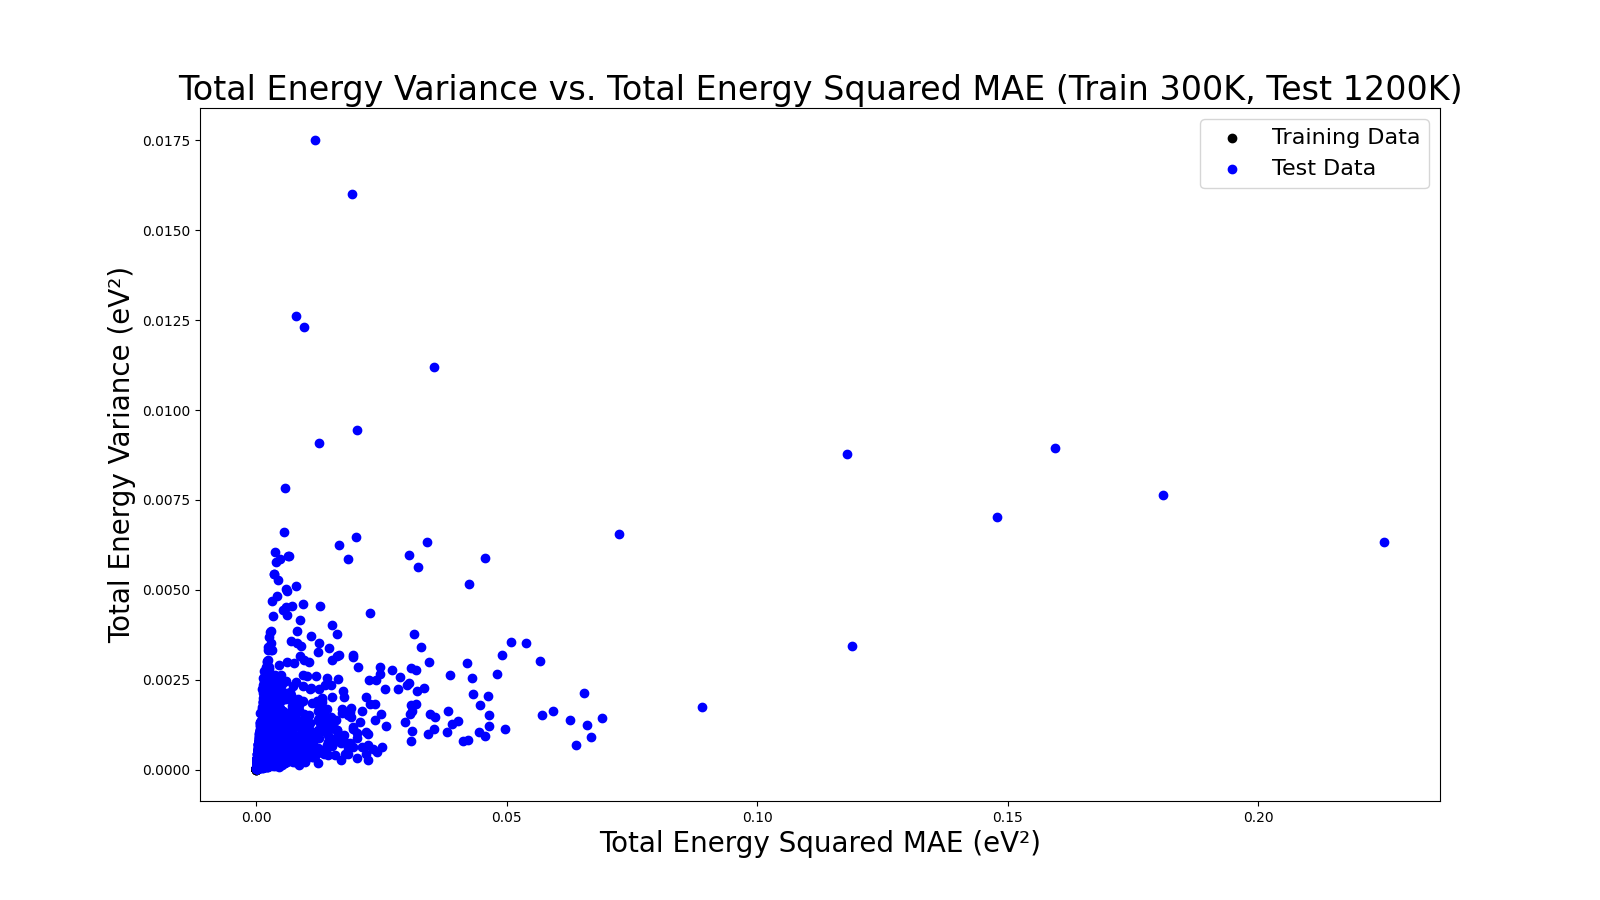 Total Energy Variance vs. Total Energy Squared MAE (Train 300K, Test 1200K)
Training Data
Test Data
Total Energy Variance (eV²)
0.0175
0.0150
0.0125
0.0100
0.0075
0.0050
0.0025
0.0000
0.00 0.05 0.10 0.15 0.20
Total Energy Squared MAE (eV²)